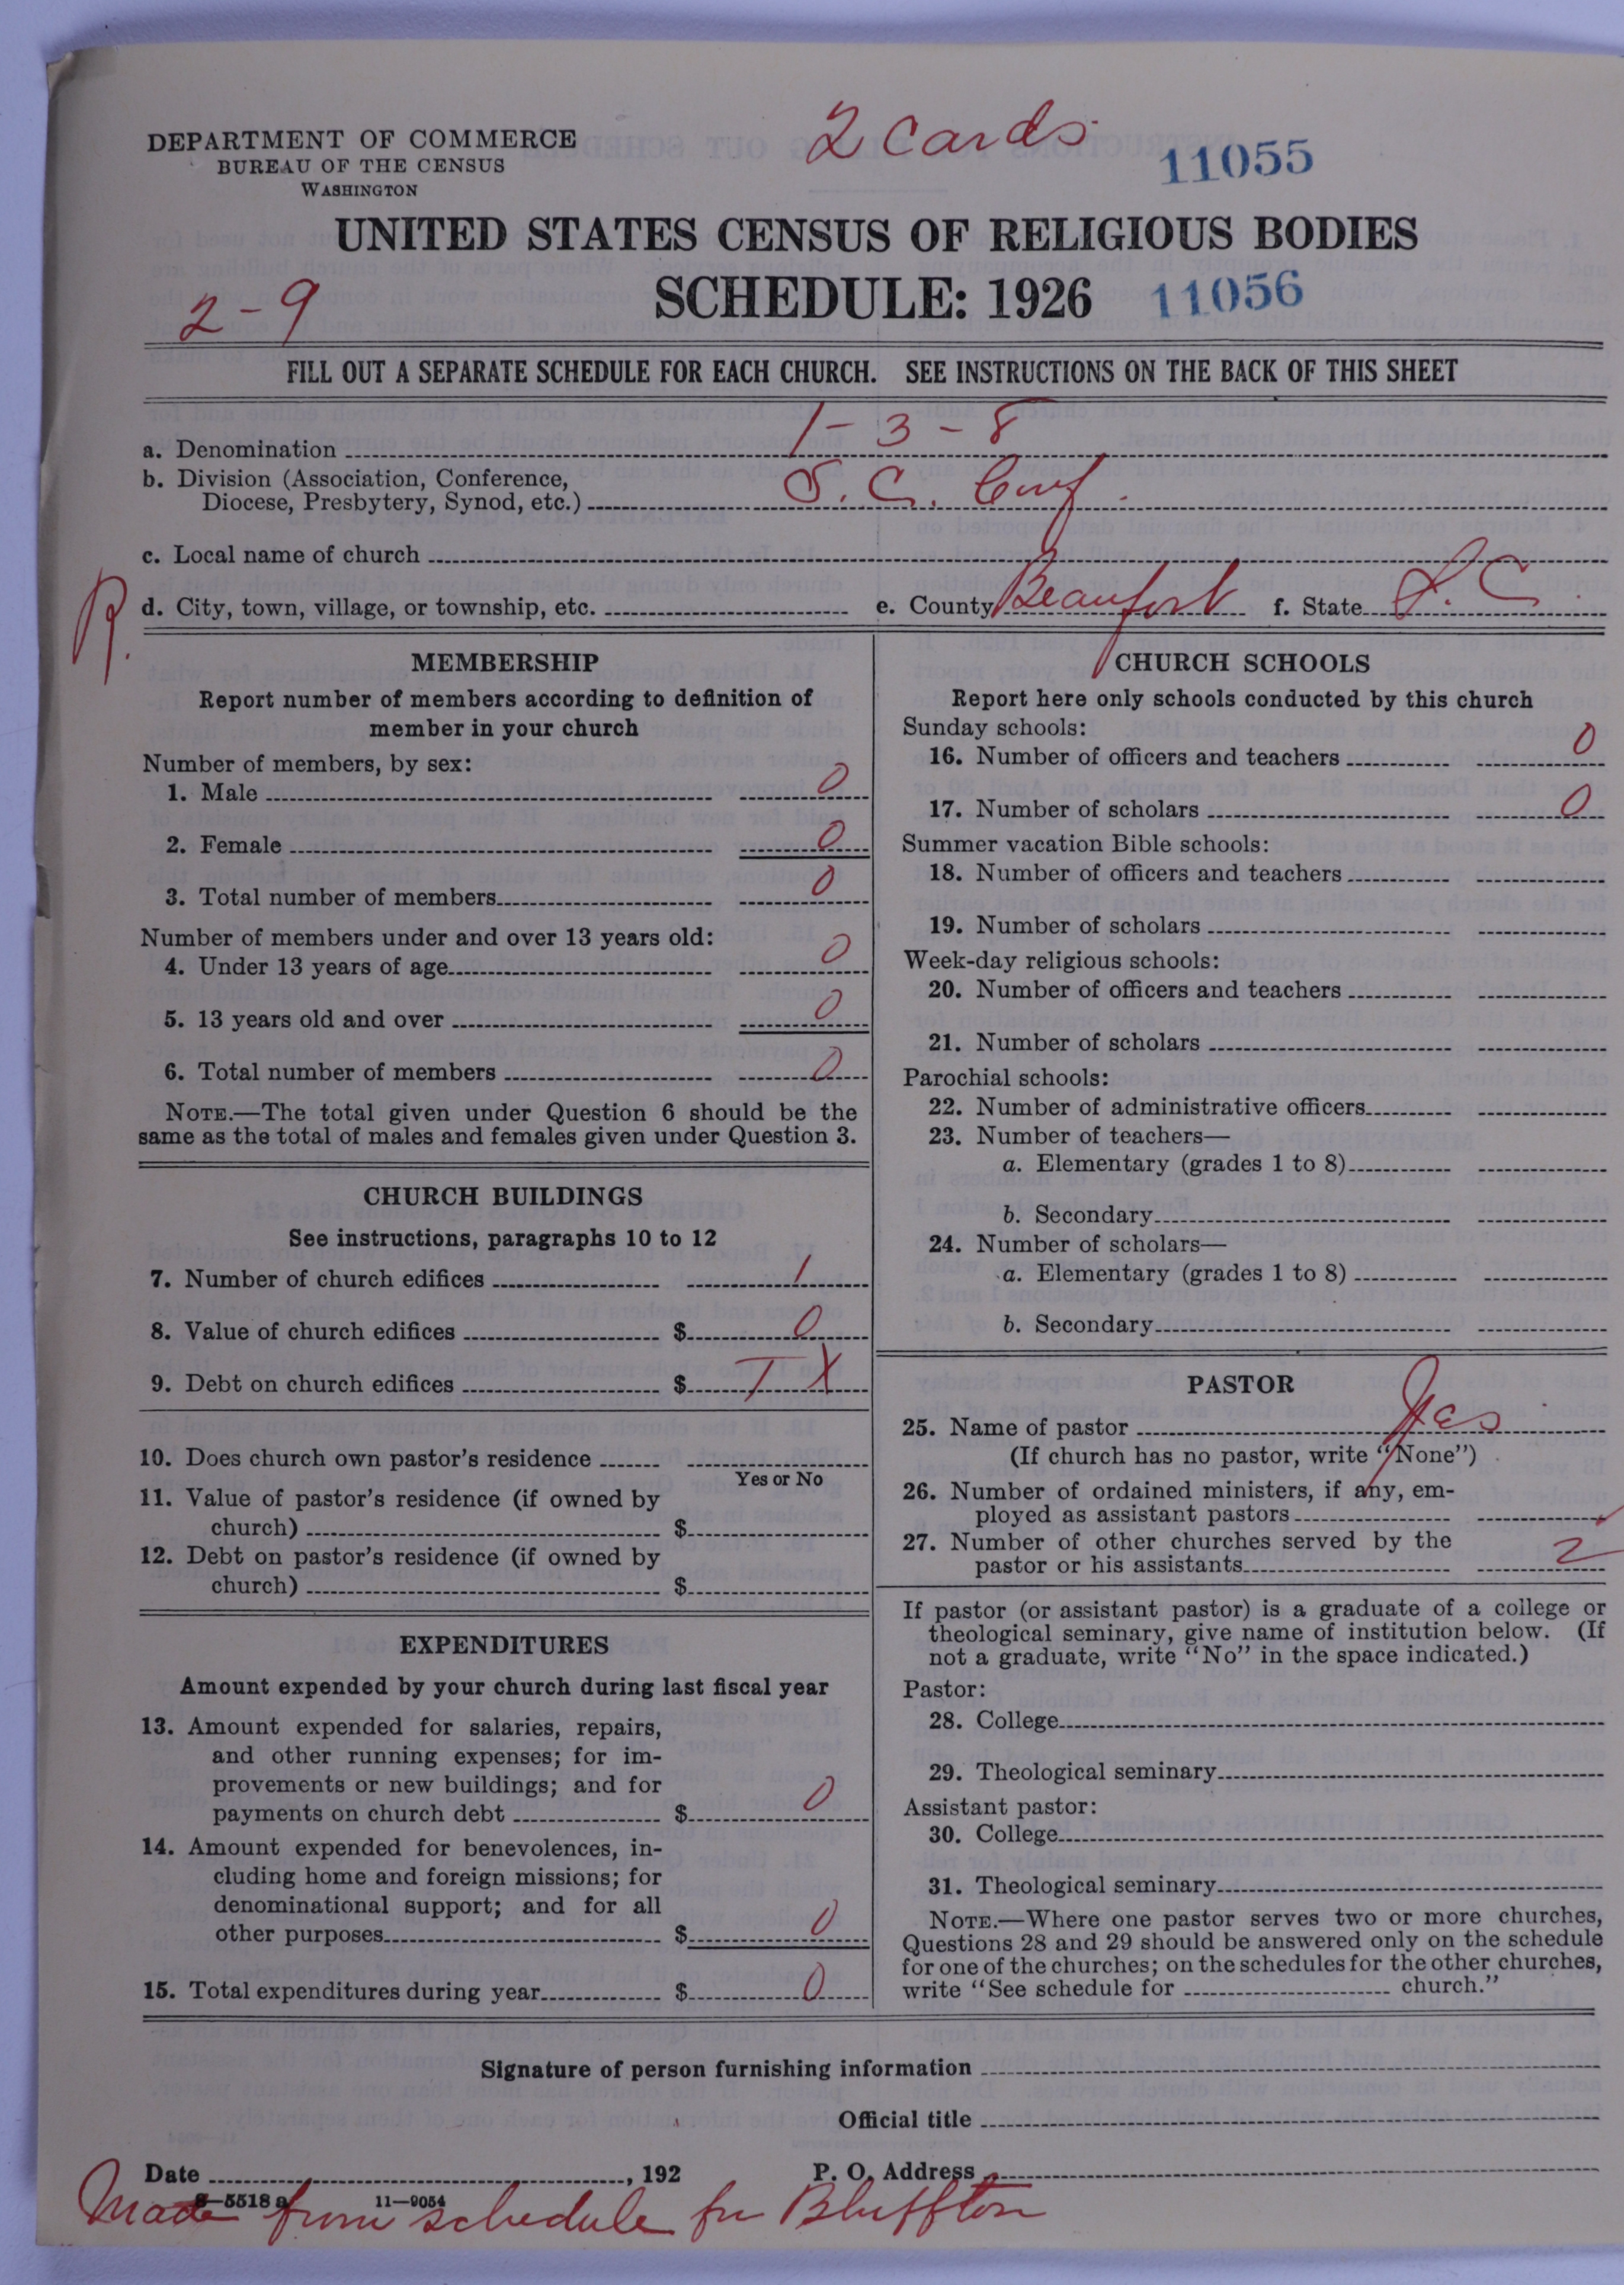 DEPARTMENT OF COMMERCE
BUREAU OF THE CENSUS
WASHINGTON
2 Cards
11055
UNITED STATES CENSUS OF RELIGIOUS BODIES
SCHEDULE: 1926
11056
2-9
FILL OUT A SEPARATE SCHEDULE FOR EACH CHURCH. SEE INSTRUCTIONS ON THE BACK OF THIS SHEET
a. Denomination 1-3-8
b. Division (Association, Conference,
Diocese, Presbytery, Synod, etc.) S. C. Conf.
c. Local name of church
R.
d. City, town, village, or township, etc. e. County Beaufort f. State S. C.
MEMBERSHIP
Report number of members according to definition of
member in your church
Number of members, by sex:
1. Male 0
2. Female 0
3. Total number of members 0
Number of members under and over 13 years old:
4. Under 13 years of age 0
5. 13 years old and over 0
6. Total number of members 0
NOTE.—The total given under Question 6 should be the
same as the total of males and females given under Question 3.
CHURCH BUILDINGS
See instructions, paragraphs 10 to 12
7. Number of church edifices 1
8. Value of church edifices $ 0
9. Debt on church edifices $ T X
10. Does church own pastor's residence
Yes or No
11. Value of pastor's residence (if owned by
church) $
12. Debt on pastor's residence (if owned by
church) $
EXPENDITURES
Amount expended by your church during last fiscal year
13. Amount expended for salaries, repairs,
and other running expenses; for im-
provements or new buildings; and for
payments on church debt $ 0
14. Amount expended for benevolences, in-
cluding home and foreign missions; for
denominational support; and for all
other purposes $ 0
15. Total expenditures during year $ 0
CHURCH SCHOOLS
Report here only schools conducted by this church
Sunday schools:
16. Number of officers and teachers 0
17. Number of scholars 0
Summer vacation Bible schools:
18. Number of officers and teachers
19. Number of scholars
Week-day religious schools:
20. Number of officers and teachers
21. Number of scholars
Parochial schools:
22. Number of administrative officers
23. Number of teachers—
a. Elementary (grades 1 to 8)
b. Secondary
24. Number of scholars—
a. Elementary (grades 1 to 8)
b. Secondary
PASTOR
25. Name of pastor Yes
(If church has no pastor, write "None")
26. Number of ordained ministers, if any, em-
ployed as assistant pastors
27. Number of other churches served by the
pastor or his assistants 2
If pastor (or assistant pastor) is a graduate of a college or
theological seminary, give name of institution below. (If
not a graduate, write "No" in the space indicated.)
Pastor:
28. College
29. Theological seminary
Assistant pastor:
30. College
31. Theological seminary
NOTE.—Where one pastor serves two or more churches,
Questions 28 and 29 should be answered only on the schedule
for one of the churches; on the schedules for the other churches,
write "See schedule for church."
Signature of person furnishing information
Official title
Date , 192 P. O. Address
8—5518 a 11—9054
Made from schedule for Bluffton